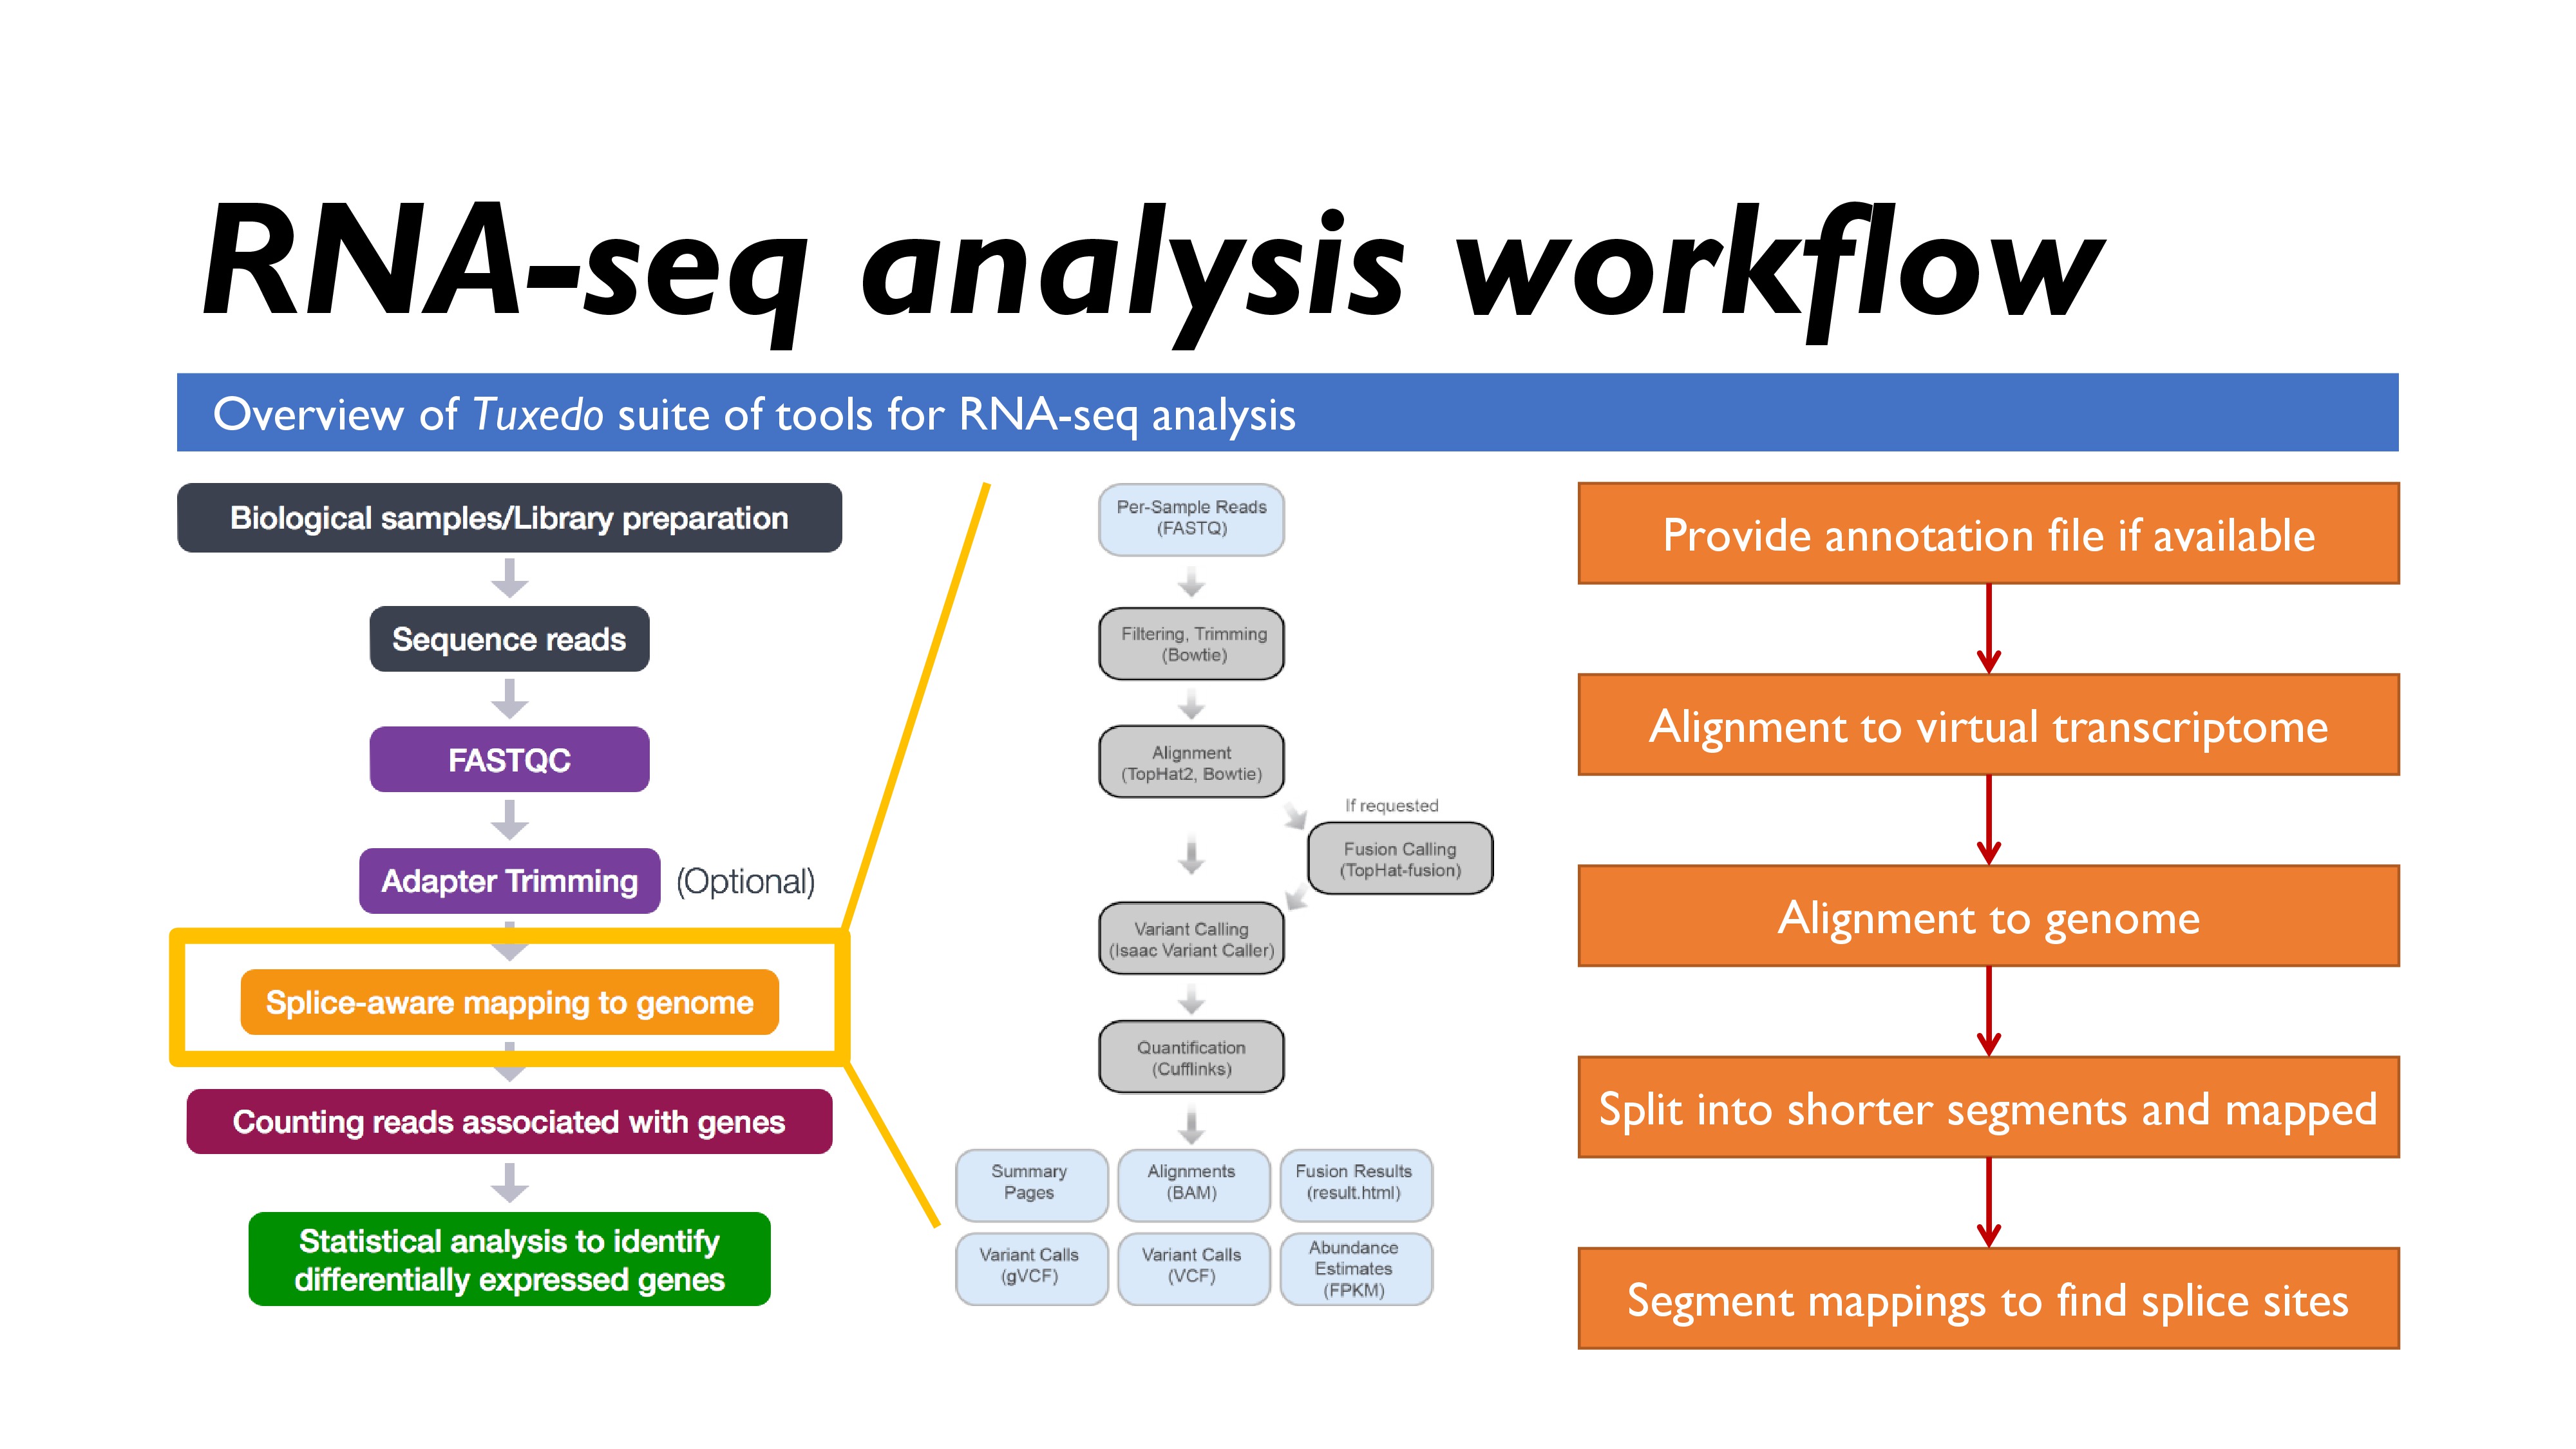 RNA-seq analysis workflow
Overview of Tuxedo suite of tools for RNA-seq analysis
Biological samples/Library preparation
Sequence reads
FASTQC
Adapter Trimming
(Optional)
Splice-aware mapping to genome
Counting reads associated with genes
Statistical analysis to identify
differentially expressed genes
Per-Sample Reads
(FASTQ)
Filtering, Trimming
(Bowtie)
Alignment
(TopHat2, Bowtie)
If requested
Fusion Calling
(TopHat-fusion)
Variant Calling
(Isaac Variant Caller)
Quantification
(Cufflinks)
Summary
Pages
Alignments
(BAM)
Fusion Results
(result.html)
Variant Calls
(gVCF)
Variant Calls
(VCF)
Abundance
Estimates
(FPKM)
Provide annotation file if available
Alignment to virtual transcriptome
Alignment to genome
Split into shorter segments and mapped
Segment mappings to find splice sites